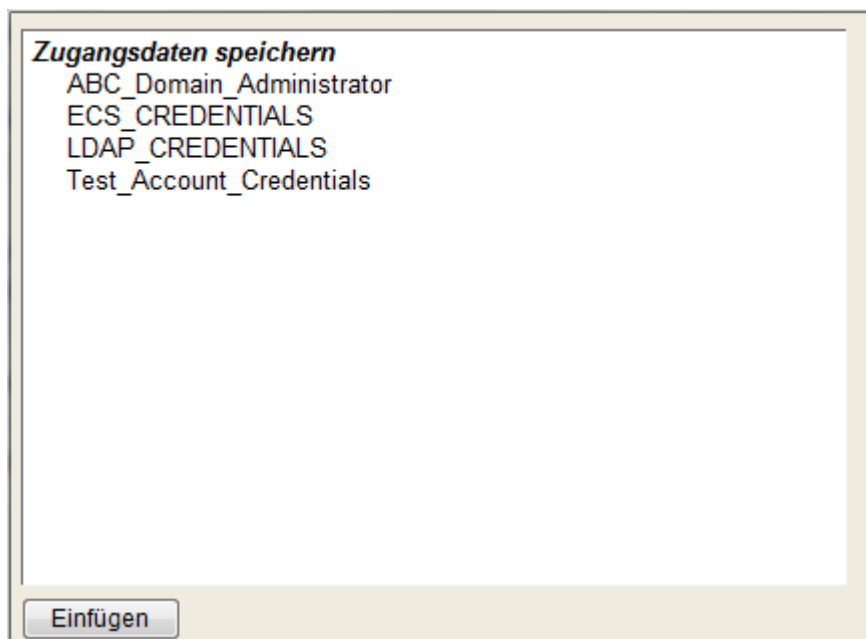 Zugangsdaten speichern
ABC_Domain_Administrator
ECS_CREDENTIALS
LDAP_CREDENTIALS
Test_Account_Credentials
Einfügen